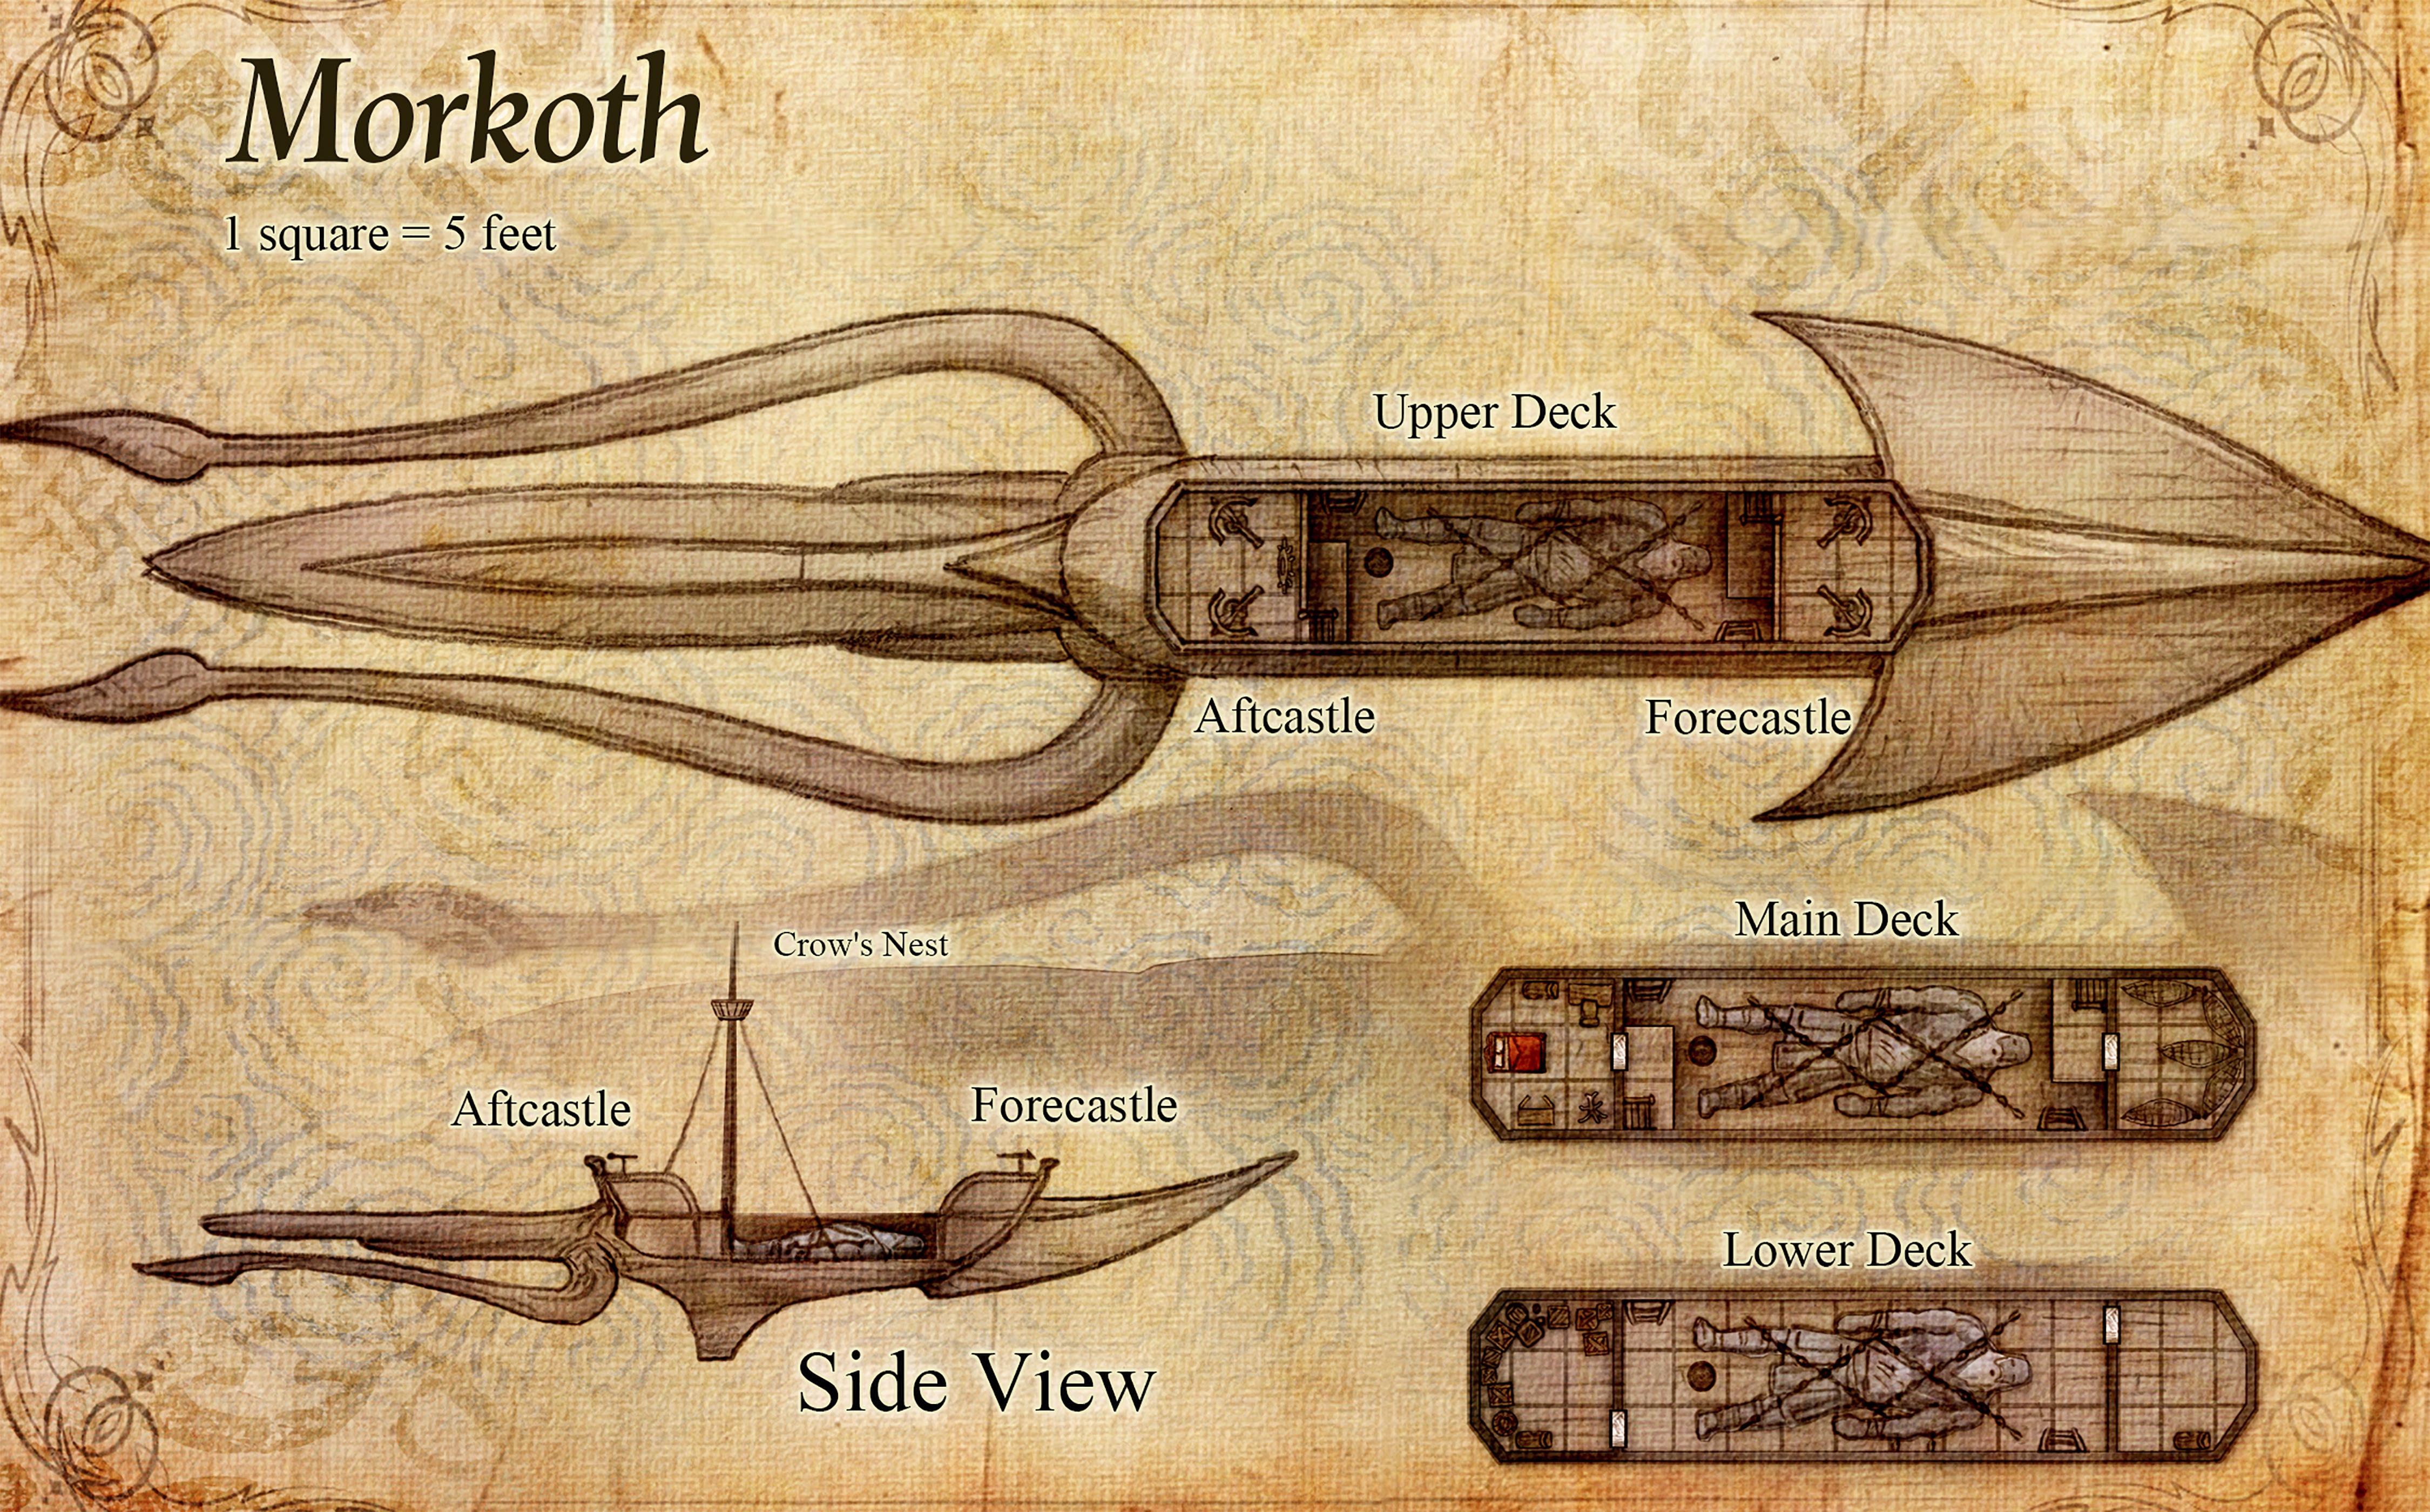 Morkoth
1 square = 5 feet
Upper Deck
Aftcastle
Forecastle
Main Deck
Crow's Nest
Aftcastle
Forecastle
Lower Deck
Side View